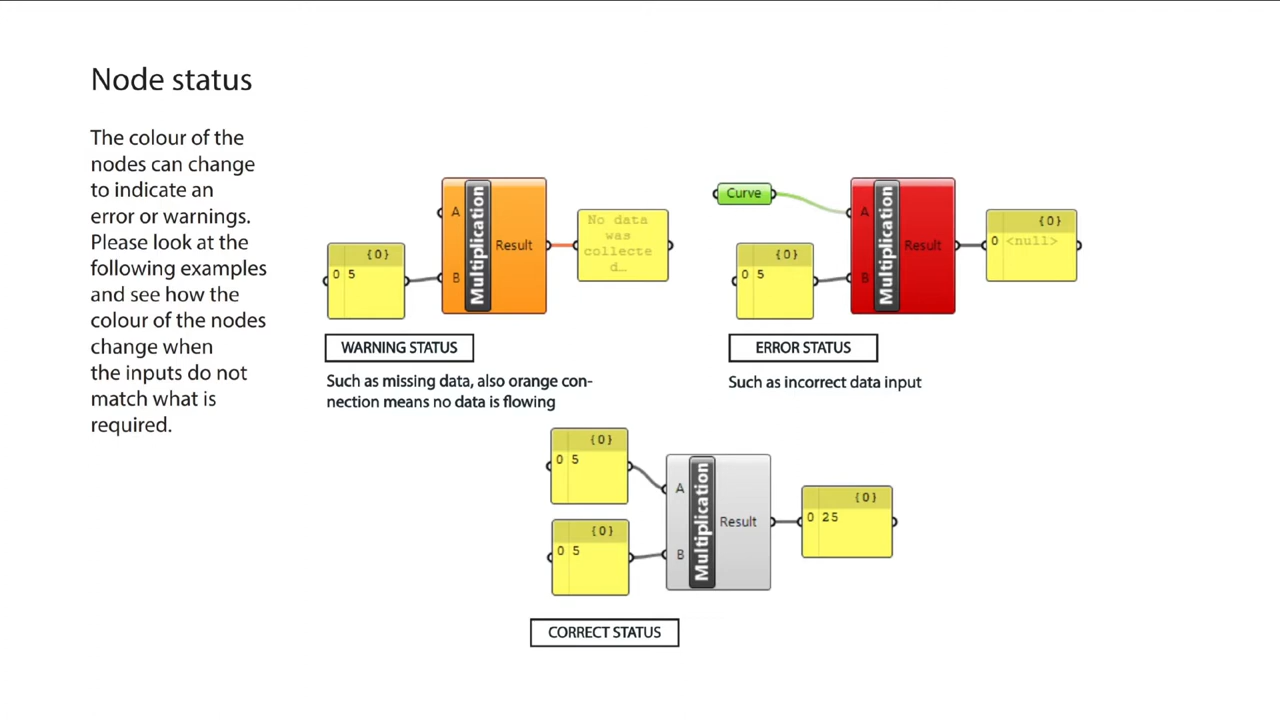 Node status
The colour of the
nodes can change
to indicate an
error or warnings.
Please look at the
following examples
and see how the
colour of the nodes
change when
the inputs do not
match what is
required.
{0}
0 5
A
B
Multiplication
Result
No data
was
collecte
d…
WARNING STATUS
Such as missing data, also orange con-
nection means no data is flowing
Curve
{0}
0 5
A
B
Multiplication
Result
{0}
0 <null>
ERROR STATUS
Such as incorrect data input
{0}
0 5
{0}
0 5
A
B
Multiplication
Result
{0}
0 25
CORRECT STATUS